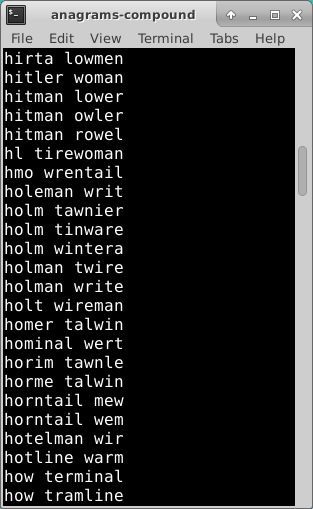 anagrams-compound
File Edit View Terminal Tabs Help
hirta lowmen
hitler woman
hitman lower
hitman owler
hitman rowel
hl tirewoman
hmo wrentail
holeman writ
holm tawnier
holm tinware
holm wintera
holman twire
holman write
holt wireman
homer talwin
hominal wert
horim tawnle
horme talwin
horntail mew
horntail wem
hotelman wir
hotline warm
how terminal
how tramline